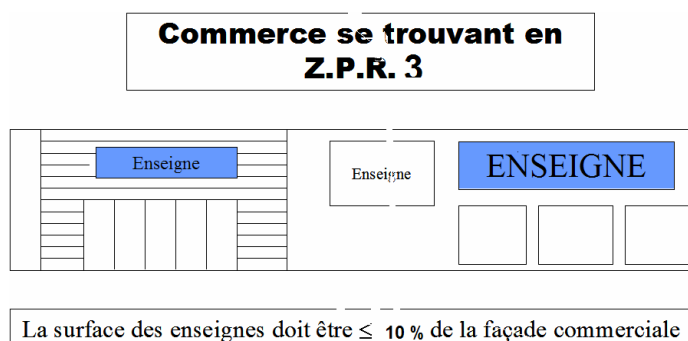 Commerce se trouvant en
Z.P.R. 3
Enseigne
Enseigne
ENSEIGNE
La surface des enseignes doit être ≤ 10 % de la façade commerciale